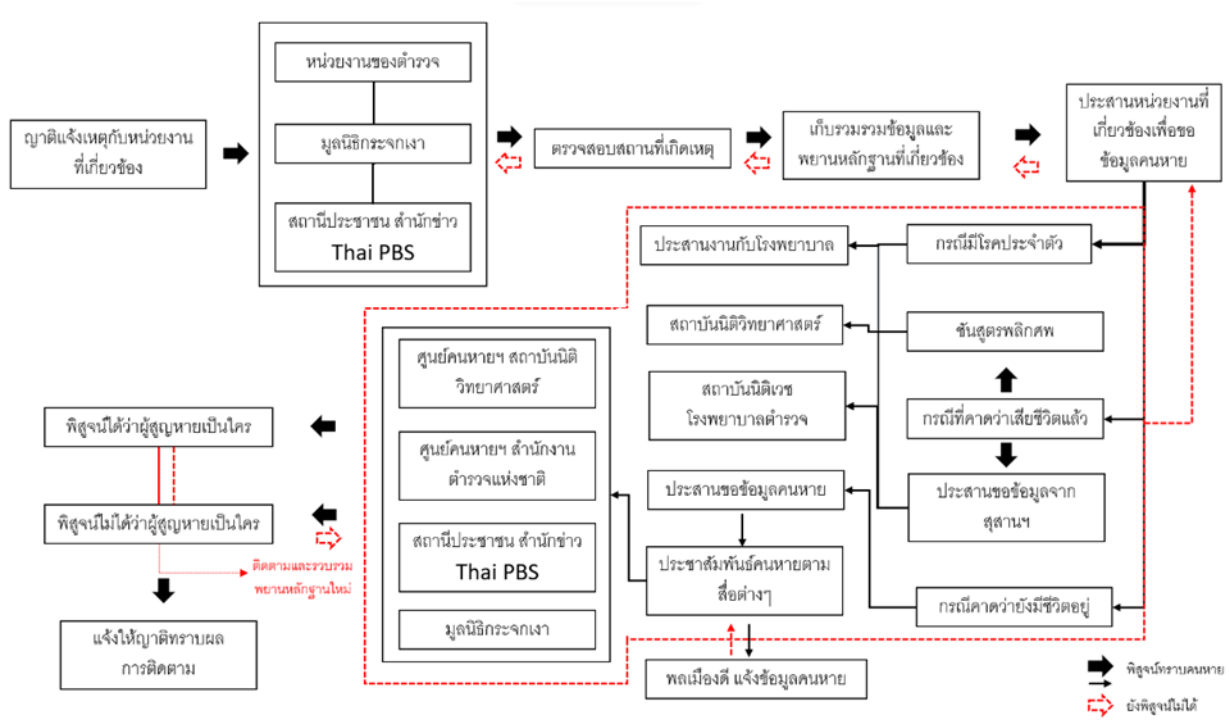 หน่วยงานของตำรวจ
ญาติแจ้งเหตุกับหน่วยงาน
ที่เกี่ยวข้อง
มูลนิธิกระจกเงา
สถานีประชาชน สำนักข่าว
Thai PBS
ตรวจสอบสถานที่เกิดเหตุ
เก็บรวมรวมข้อมูลและ
พยานหลักฐานที่เกี่ยวข้อง
ประสานหน่วยงานที่
เกี่ยวข้องเพื่อขอ
ข้อมูลคนหาย
ประสานงานกับโรงพยาบาล
กรณีมีโรคประจำตัว
สถาบันนิติวิทยาศาสตร์
ชันสูตรพลิกศพ
สถาบันนิติเวช
โรงพยาบาลตำรวจ
กรณีที่คาดว่าเสียชีวิตแล้ว
ประสานขอข้อมูลจาก
สุสานฯ
ประสานขอข้อมูลคนหาย
ประชาสัมพันธ์คนหายตาม
สื่อต่างๆ
กรณีคาดว่ายังมีชีวิตอยู่
พลเมืองดี แจ้งข้อมูลคนหาย
ศูนย์คนหายฯ สถาบันนิติ
วิทยาศาสตร์
ศูนย์คนหายฯ สำนักงาน
ตำรวจแห่งชาติ
สถานีประชาชน สำนักข่าว
Thai PBS
มูลนิธิกระจกเงา
พิสูจน์ได้ว่าผู้สูญหายเป็นใคร
พิสูจน์ไม่ได้ว่าผู้สูญหายเป็นใคร
ติดตามและรวบรวม
พยานหลักฐานใหม่
แจ้งให้ญาติทราบผล
การติดตาม
พิสูจน์ทราบคนหาย
ยังพิสูจน์ไม่ได้